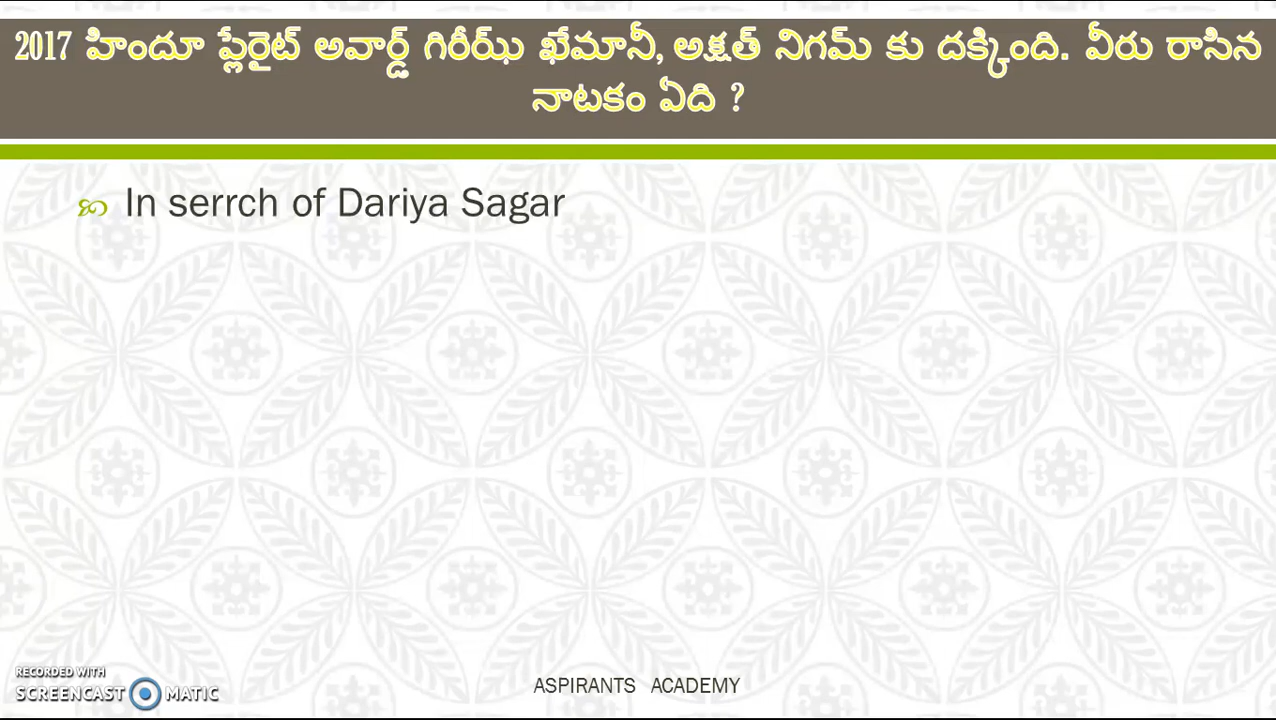 2017 హిందూ ప్లేరైట్ అవార్డ్ గిరీఝ్ ఖేమానీ, అక్షత్ నిగమ్ కు దక్కింది. వీరు రాసిన
నాటకం ఏది ?
In serrch of Dariya Sagar
RECORDED WITH
SCREENCAST MATIC
ASPIRANTS ACADEMY